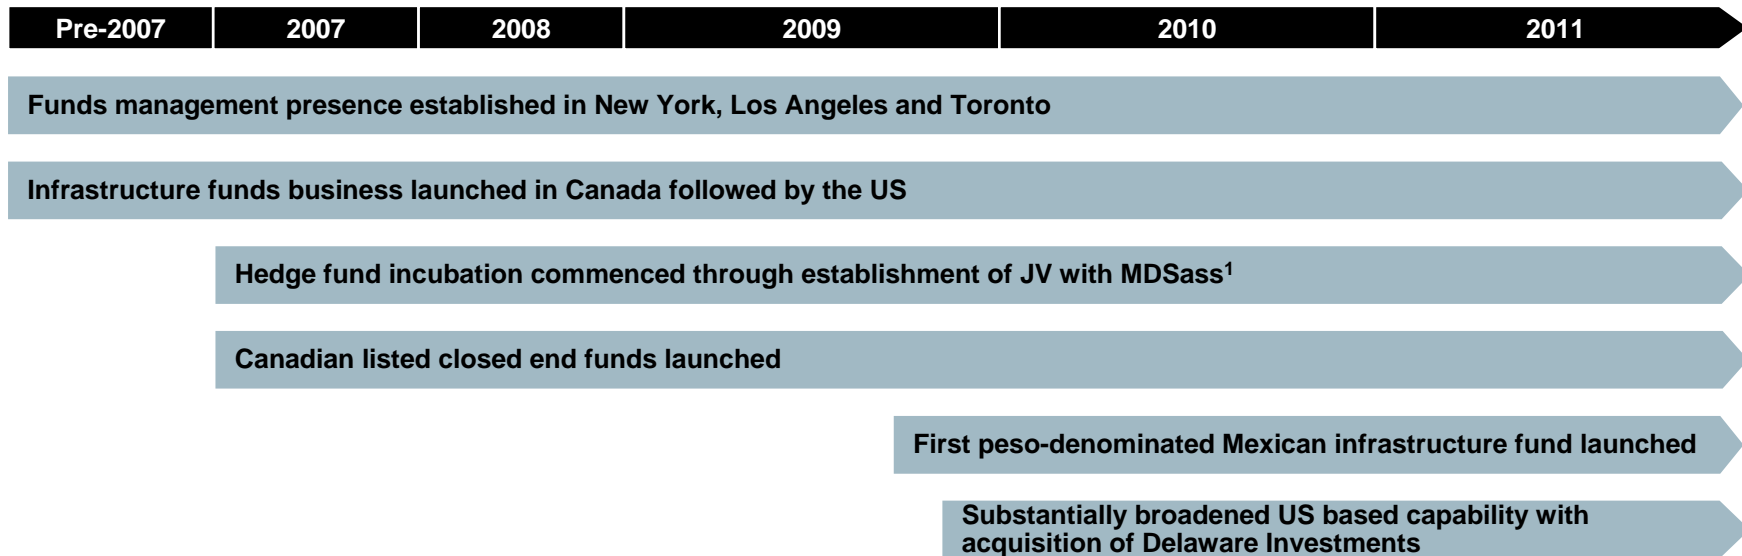 Pre-2007 2007 2008 2009 2010 2011
Funds management presence established in New York, Los Angeles and Toronto
Infrastructure funds business launched in Canada followed by the US
Hedge fund incubation commenced through establishment of JV with MDSass¹
Canadian listed closed end funds launched
First peso-denominated Mexican infrastructure fund launched
Substantially broadened US based capability with
acquisition of Delaware Investments